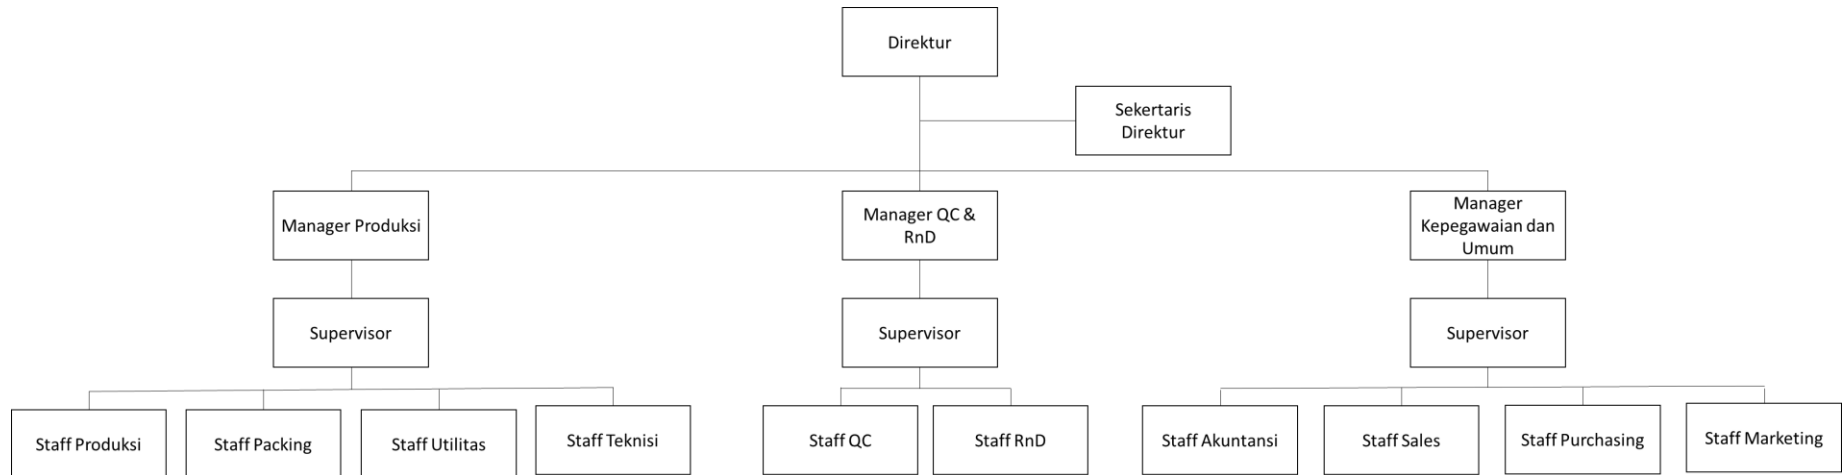 Direktur
Sekertaris
Direktur
Manager Produksi
Manager QC &
RnD
Manager
Kepegawaian dan
Umum
Supervisor
Supervisor
Supervisor
Staff Produksi
Staff Packing
Staff Utilitas
Staff Teknisi
Staff QC
Staff RnD
Staff Akuntansi
Staff Sales
Staff Purchasing
Staff Marketing